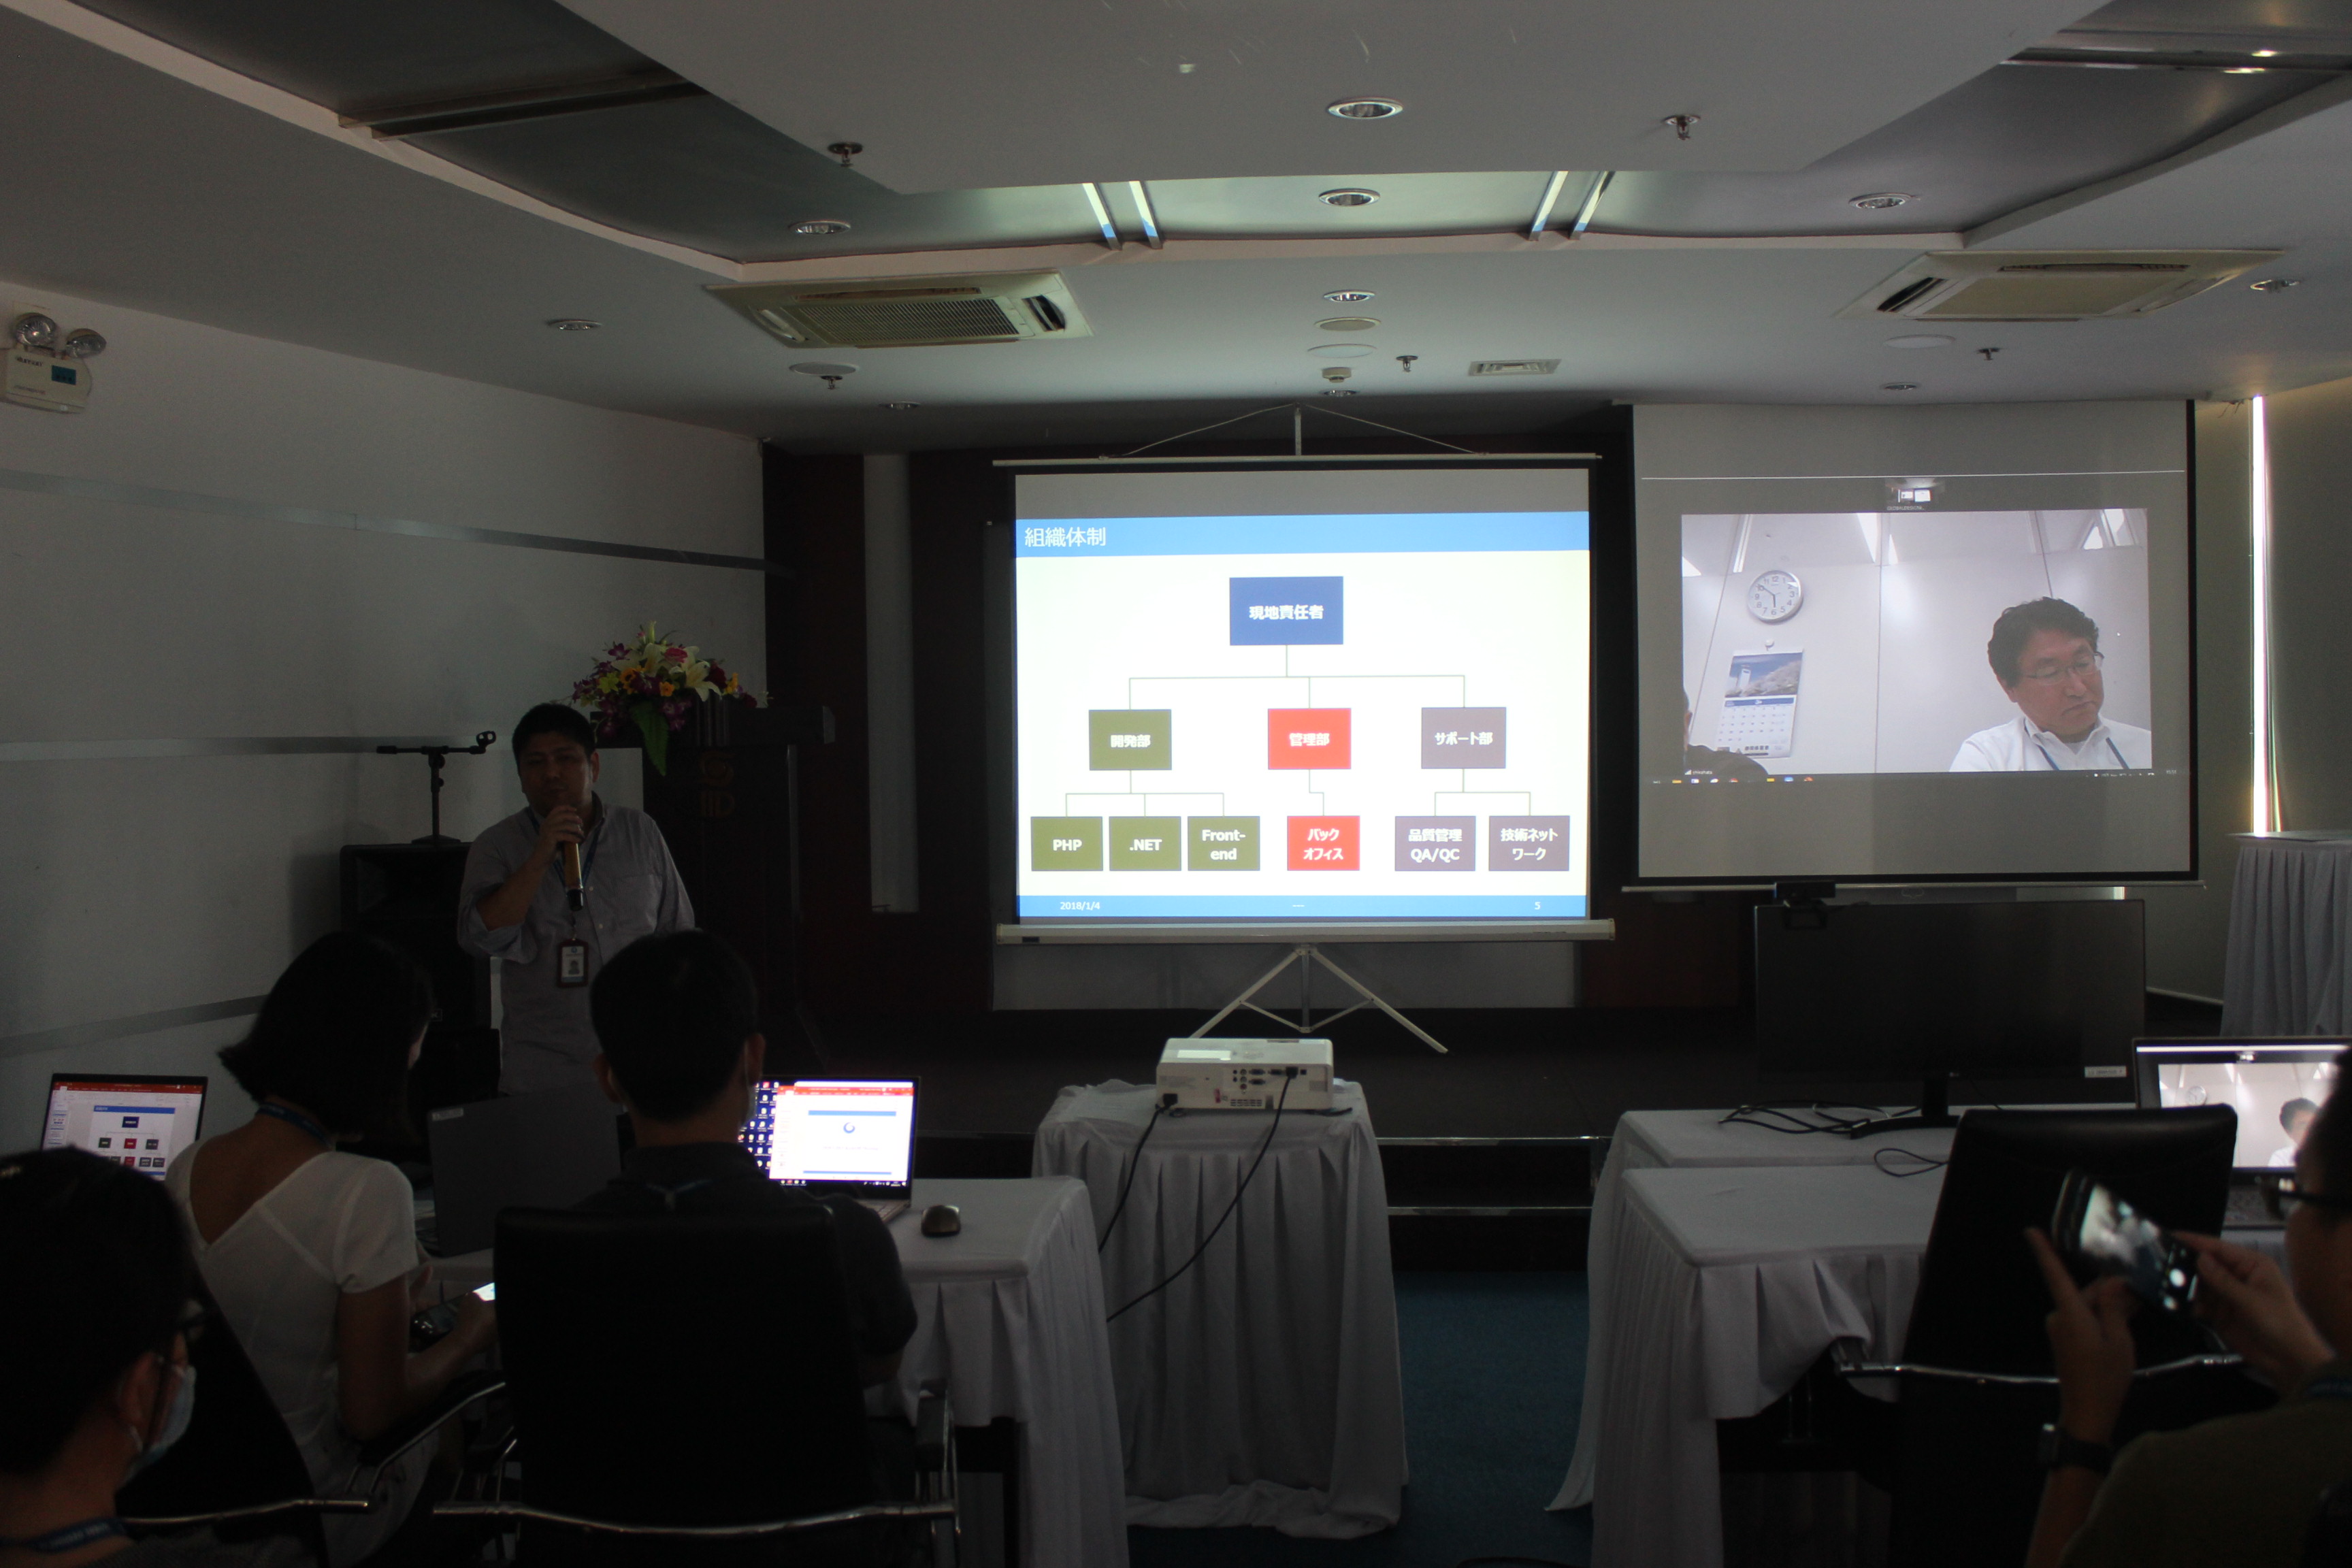 組織体制
現地責任者
開発部
管理部
サポート部
PHP
.NET
Front-
end
バック
オフィス
品質管理
QA/QC
技術ネット
ワーク
2018/1/4
5